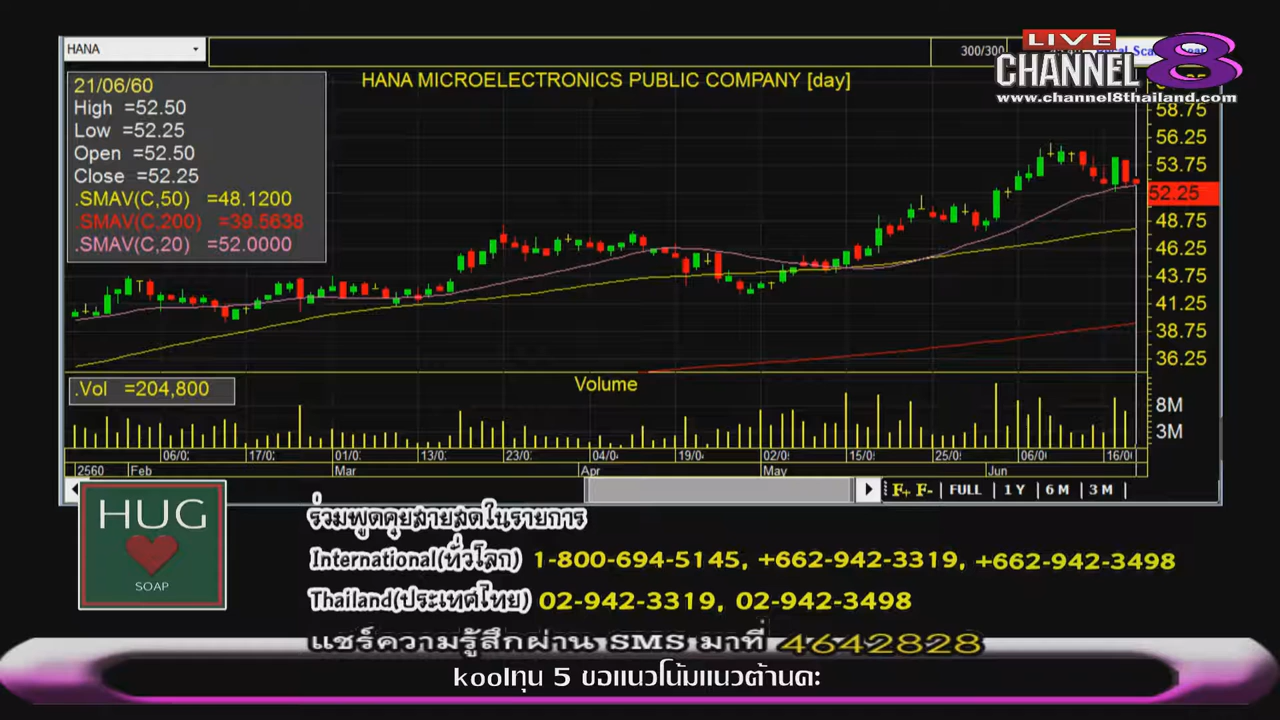 HANA
300/300
LIVE
CHANNEL 8
www.channel8thailand.com
HANA MICROELECTRONICS PUBLIC COMPANY [day]
21/06/60
High =52.50
Low =52.25
Open =52.50
Close =52.25
.SMAV(C,50) =48.1200
.SMAV(C,200) =39.5638
.SMAV(C,20) =52.0000
58.75
56.25
53.75
52.25
48.75
46.25
43.75
41.25
38.75
36.25
.Vol =204,800
Volume
8M
3M
06/0: 17/0: 01/0: 13/0: 23/0: 04/0 19/0: 02/0: 15/0: 25/0: 06/0: 16/0:
2560 Feb Mar Apr May Jun
F+ F- FULL 1 Y 6 M 3 M
HUG
SOAP
ร่วมพูดคุยสายสดในรายการ
International(ทั่วโลก) 1-800-694-5145, +662-942-3319, +662-942-3498
Thailand(ประเทศไทย) 02-942-3319, 02-942-3498
แชร์ความรู้สึกผ่าน SMS มาที่ 4642828
koolทุน 5 ขอแนวโน้มแนวต้านคะ